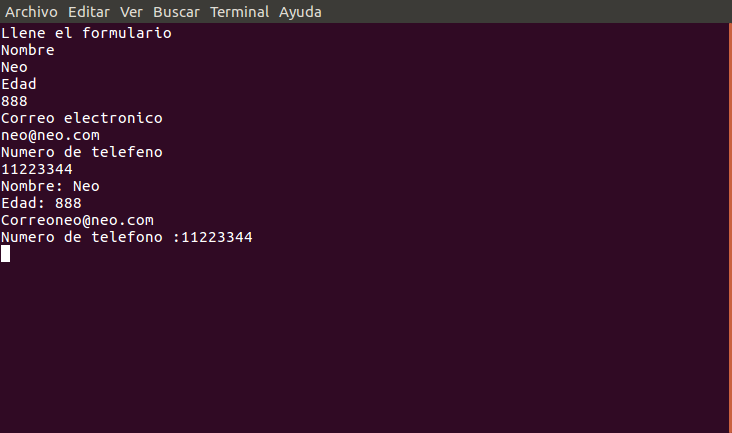 Archivo Editar Ver Buscar Terminal Ayuda
Llene el formulario
Nombre
Neo
Edad
888
Correo electronico
neo@neo.com
Numero de telefeno
11223344
Nombre: Neo
Edad: 888
Correoneo@neo.com
Numero de telefono :11223344